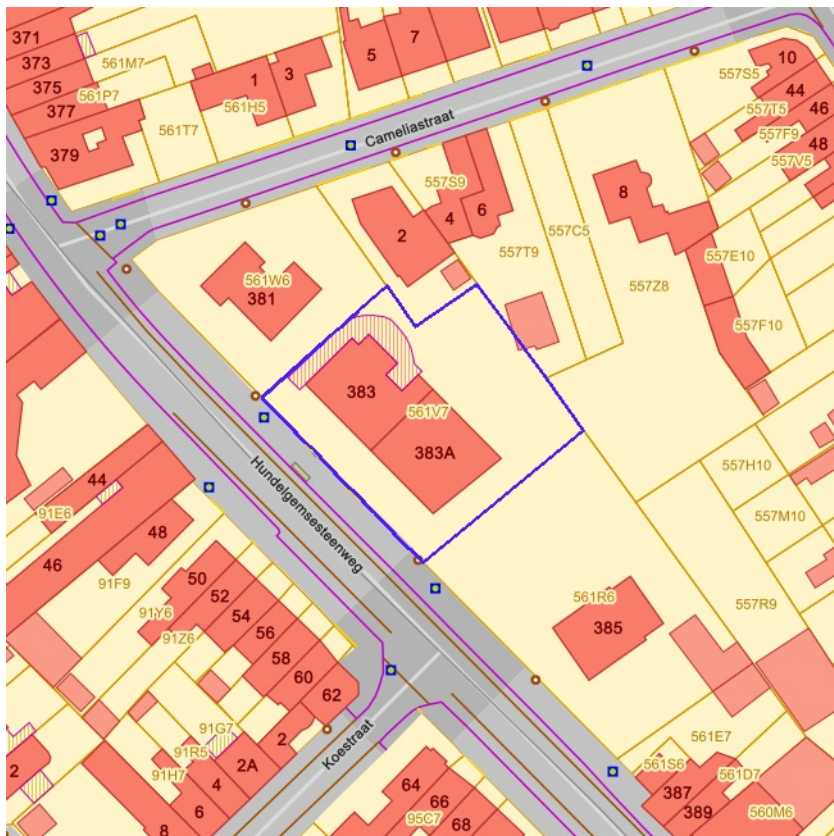 371
373
561M7
375
561P7
377
379
561T7
1
3
561H5
5
7
Cameliastraat
557S5
10
44
557T5
46
557F9
48
557V5
557S9
2
4
6
557T9
557C5
8
557E10
557Z8
557F10
561W6
381
383
561V7
383A
Hundelgemsesteenweg
44
91E6
48
46
91F9
50
52
54
91Y6
91Z6
56
58
60
62
557H10
557M10
557R9
561R6
385
91G7
2
91R5
2A
91H7
4
6
8
2
Koestraat
64
66
95C7
68
561E7
561S6
561D7
387
389
560M6